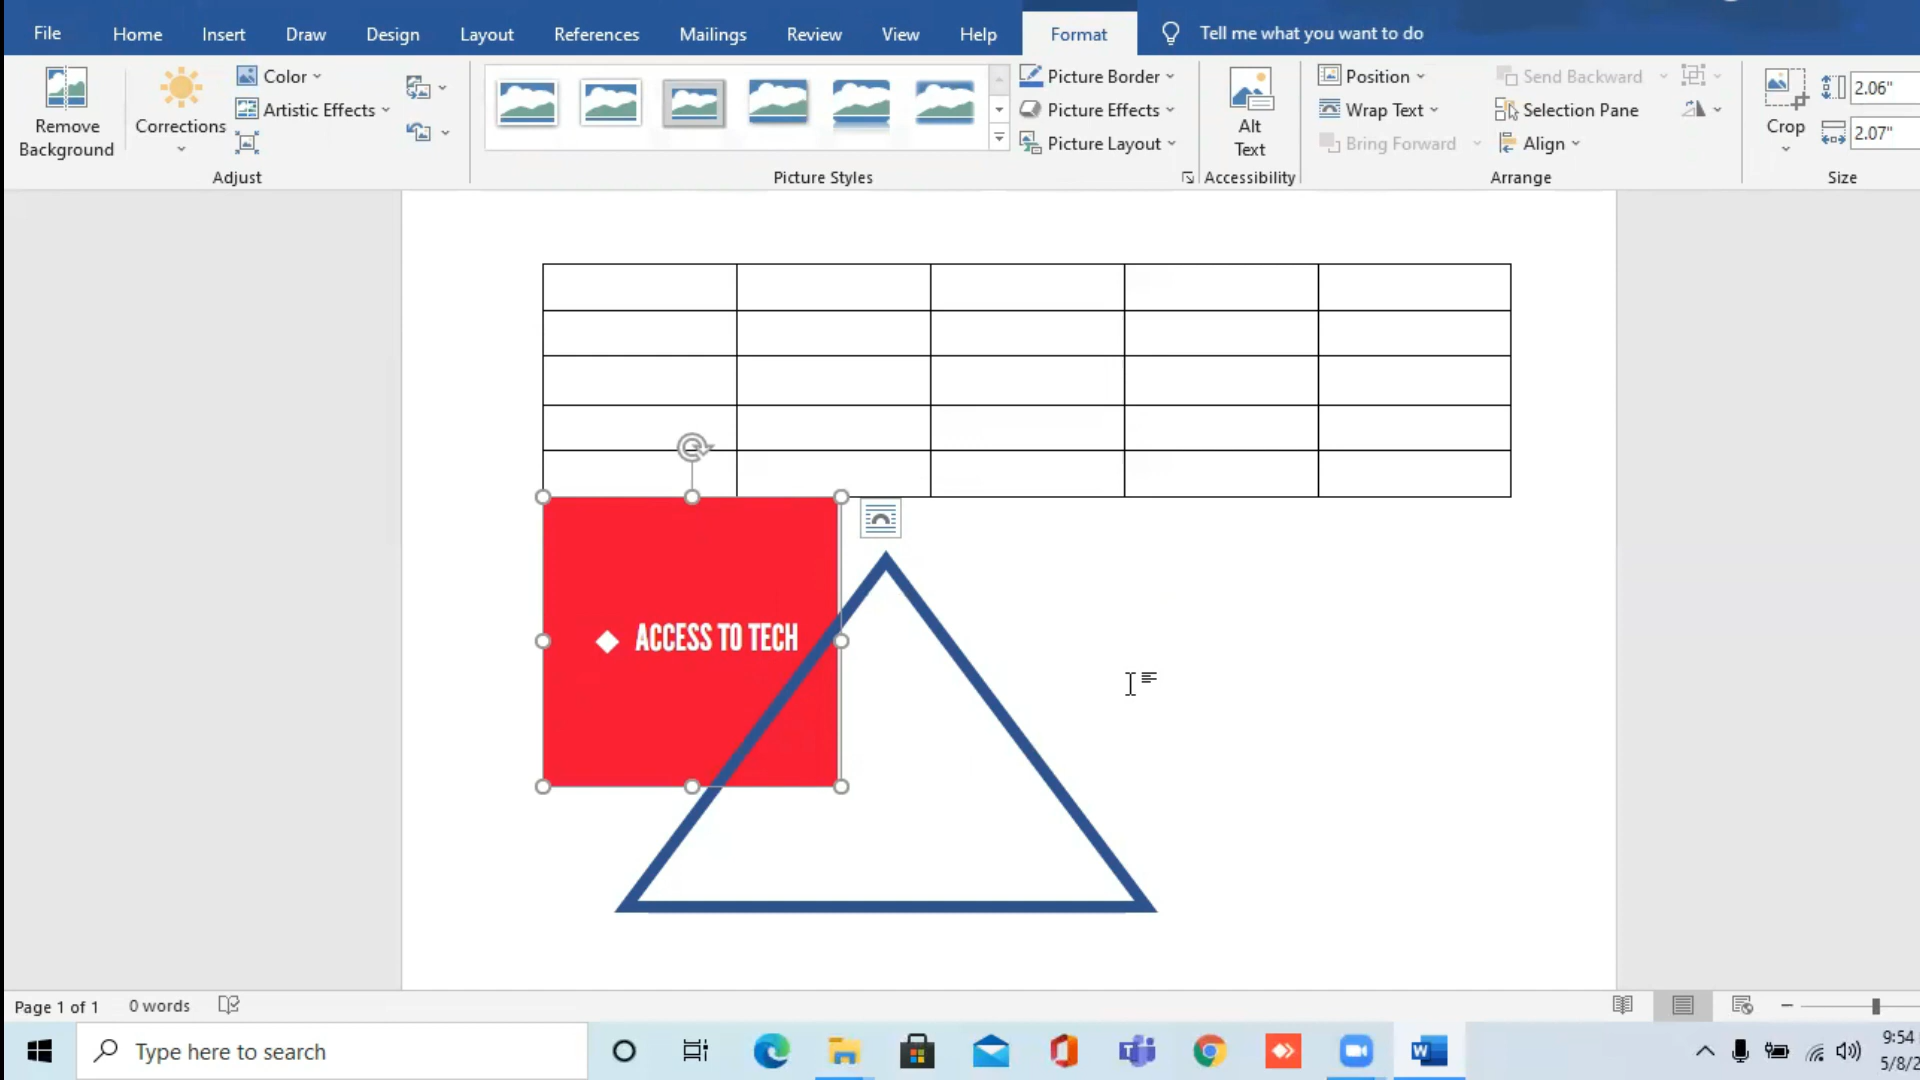 File Home Insert Draw Design Layout References Mailings Review View Help Format Tell me what you want to do
Remove Background
Corrections
Color
Artistic Effects
Adjust
Picture Border
Picture Effects
Picture Layout
Picture Styles
Alt Text
Accessibility
Position
Wrap Text
Bring Forward
Send Backward
Selection Pane
Align
Arrange
Crop
2.06"
2.07"
Size
ACCESS TO TECH
Page 1 of 1 0 words
Type here to search
9:54
5/8/2